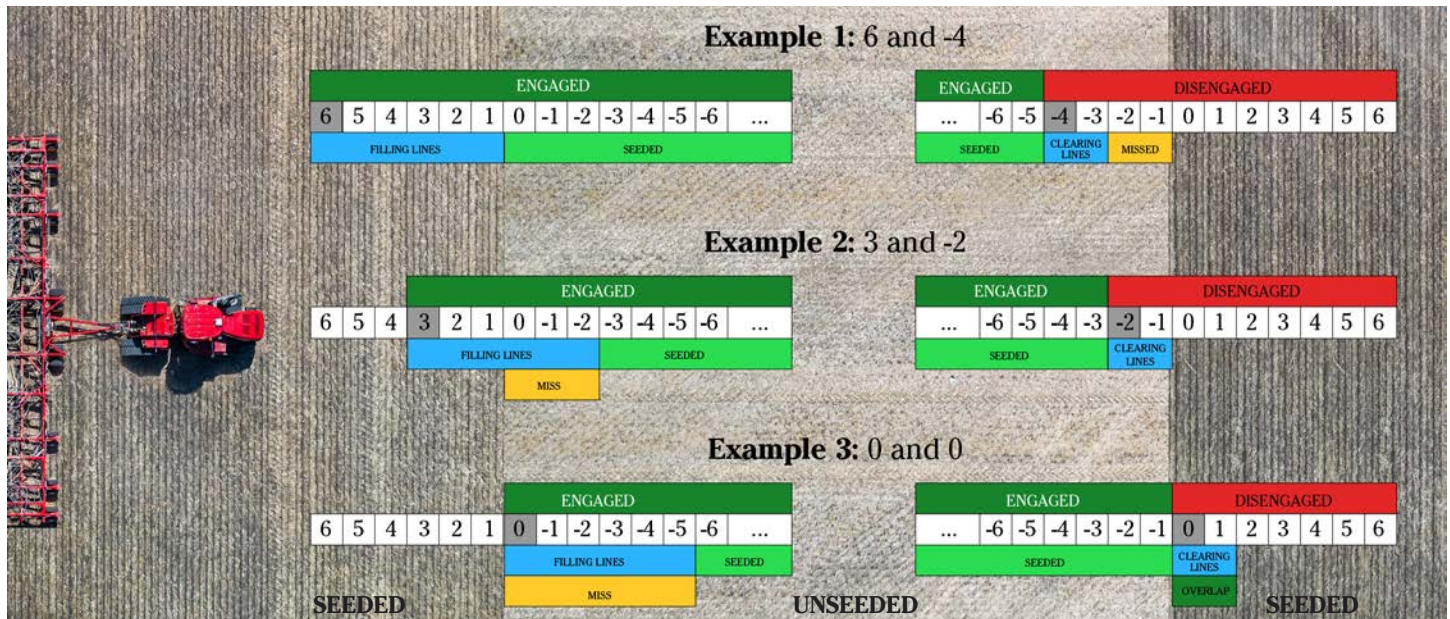 Example 1: 6 and -4
ENGAGED ENGAGED DISENGAGED
6 5 4 3 2 1 0 -1 -2 -3 -4 -5 -6 ... ... -6 -5 -4 -3 -2 -1 0 1 2 3 4 5 6
FILLING LINES SEEDED SEEDED CLEARING LINES MISSED
Example 2: 3 and -2
ENGAGED ENGAGED DISENGAGED
6 5 4 3 2 1 0 -1 -2 -3 -4 -5 -6 ... ... -6 -5 -4 -3 -2 -1 0 1 2 3 4 5 6
FILLING LINES SEEDED SEEDED CLEARING LINES
MISS
Example 3: 0 and 0
ENGAGED ENGAGED DISENGAGED
6 5 4 3 2 1 0 -1 -2 -3 -4 -5 -6 ... ... -6 -5 -4 -3 -2 -1 0 1 2 3 4 5 6
FILLING LINES SEEDED SEEDED CLEARING LINES
MISS OVERLAP
SEEDED UNSEEDED SEEDED